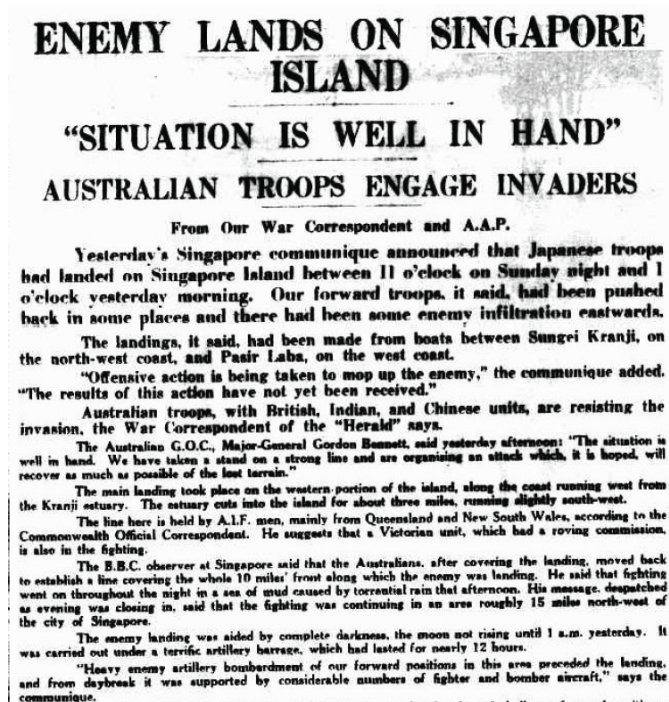 ENEMY LANDS ON SINGAPORE
ISLAND
"SITUATION IS WELL IN HAND"
AUSTRALIAN TROOPS ENGAGE INVADERS
From Our War Correspondent and A.A.P.
Yesterday's Singapore communique announced that Japanese troops
had landed on Singapore Island between 11 o'clock on Sunday night and 1
o'clock yesterday morning. Our forward troops, it said, had been pushed
back in some places and there had been some enemy infiltration eastwards.
The landings, it said, had been made from boats between Sungei Kranji, on
the north-west coast, and Pasir Laba, on the west coast.
"Offensive action is being taken to mop up the enemy," the communique added.
"The results of this action have not yet been received."
Australian troops, with British, Indian, and Chinese units, are resisting the
invasion, the War Correspondent of the "Herald" says.
The Australian G.O.C., Major-General Gordon Bennett, said yesterday afternoon: "The situation is
well in hand. We have taken a stand on a strong line and are organising an attack which, it is hoped, will
recover as much as possible of the lost terrain."
The main landing took place on the western portion of the island, along the coast running west from
the Kranji estuary. The estuary cuts into the island for about three miles, running slightly south-west.
The line here is held by A.I.F. men, mainly from Queensland and New South Wales, according to the
Commonwealth Official Correspondent. He suggests that a Victorian unit, which had a roving commission,
is also in the fighting.
The B.B.C. observer at Singapore said that the Australians, after covering the landing, moved back
to establish a line covering the whole 10 miles' front along which the enemy was landing. He said that fighting
went on throughout the night in a sea of mud caused by torrential rain that afternoon. His message, despatched
as evening was closing in, said that the fighting was continuing in an area roughly 15 miles north-west of
the city of Singapore.
The enemy landing was aided by complete darkness, the moon not rising until 1 a.m. yesterday. It
was carried out under a terrific artillery barrage, which had lasted for nearly 12 hours.
"Heavy enemy artillery bombardment of our forward positions in this area preceded the landing,
and from daybreak it was supported by considerable numbers of fighter and bomber aircraft," says the
communique.